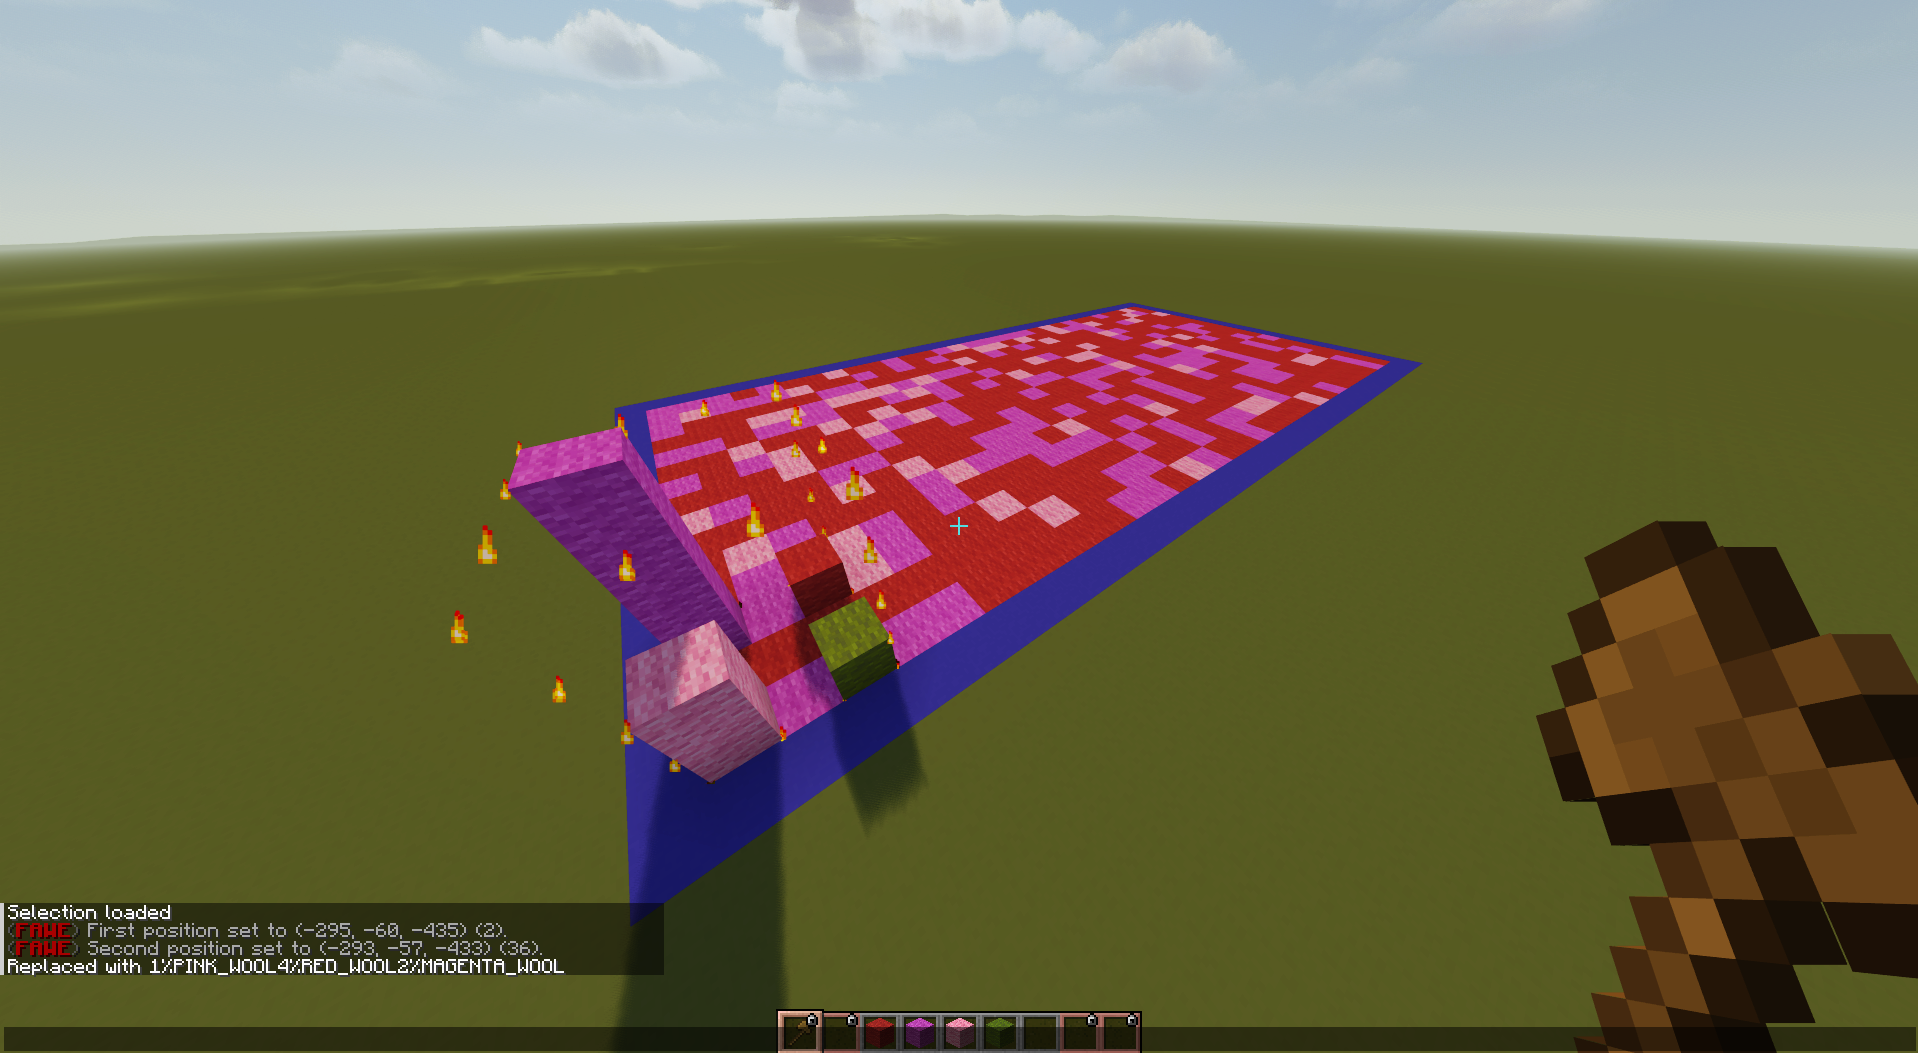 Selection loaded
(FAWE) First position set to (-295, -60, -435) (2).
(FAWE) Second position set to (-293, -57, -433) (36).
Replaced with 1%PINK_WOOL4%RED_WOOL2%MAGENTA_WOOL